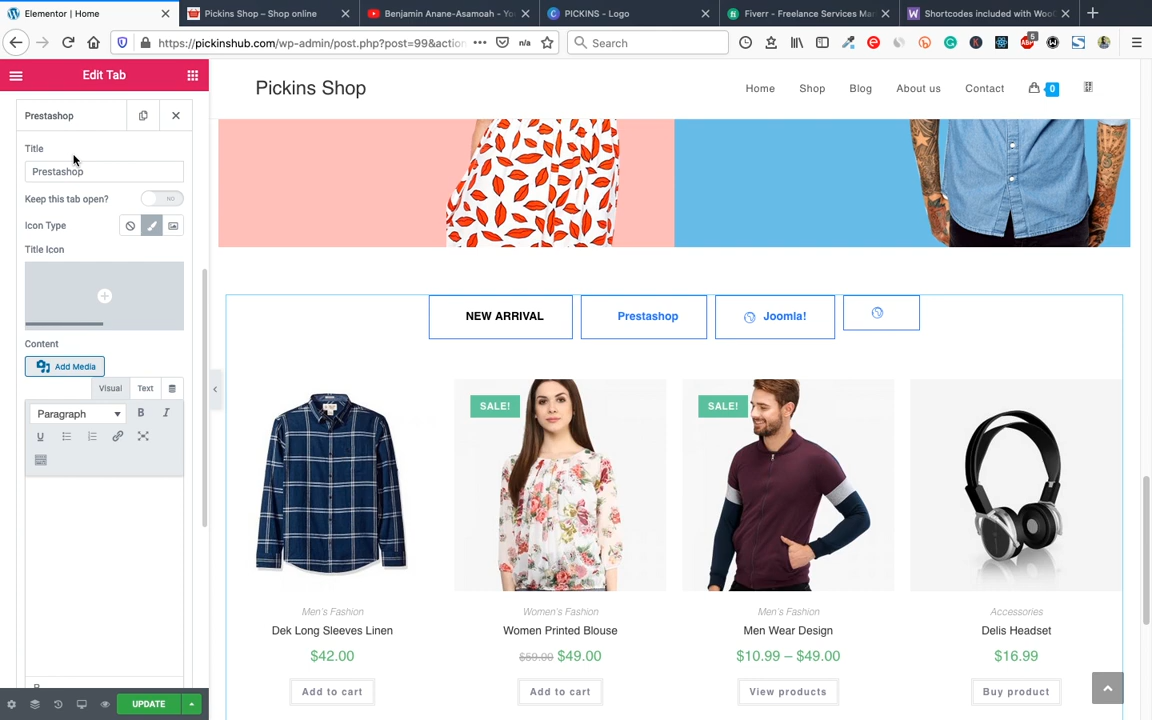 Elementor | Home
Pickins Shop – Shop online
Benjamin Anane-Asamoah - Yo
PICKINS - Logo
Fiverr - Freelance Services Ma
Shortcodes included with Woo
https://pickinshub.com/wp-admin/post.php?post=99&action
n/a
Search
ABP
5
Edit Tab
Pickins Shop
Home
Shop
Blog
About us
Contact
0
Prestashop
Title
Prestashop
Keep this tab open?
NO
Icon Type
Title Icon
Content
Add Media
Visual
Text
Paragraph
B
I
U
UPDATE
NEW ARRIVAL
Prestashop
Joomla!
SALE!
SALE!
Men's Fashion
Women's Fashion
Men's Fashion
Accessories
Dek Long Sleeves Linen
Women Printed Blouse
Men Wear Design
Delis Headset
$42.00
$59.00 $49.00
$10.99 – $49.00
$16.99
Add to cart
Add to cart
View products
Buy product